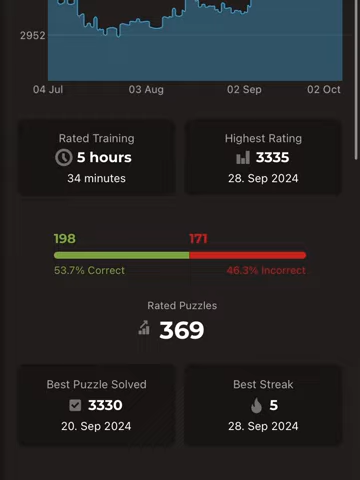 2952
04 Jul 03 Aug 02 Sep 02 Oct
Rated Training
5 hours
34 minutes
Highest Rating
3335
28. Sep 2024
198 171
53.7% Correct 46.3% Incorrect
Rated Puzzles
369
Best Puzzle Solved
3330
20. Sep 2024
Best Streak
5
28. Sep 2024